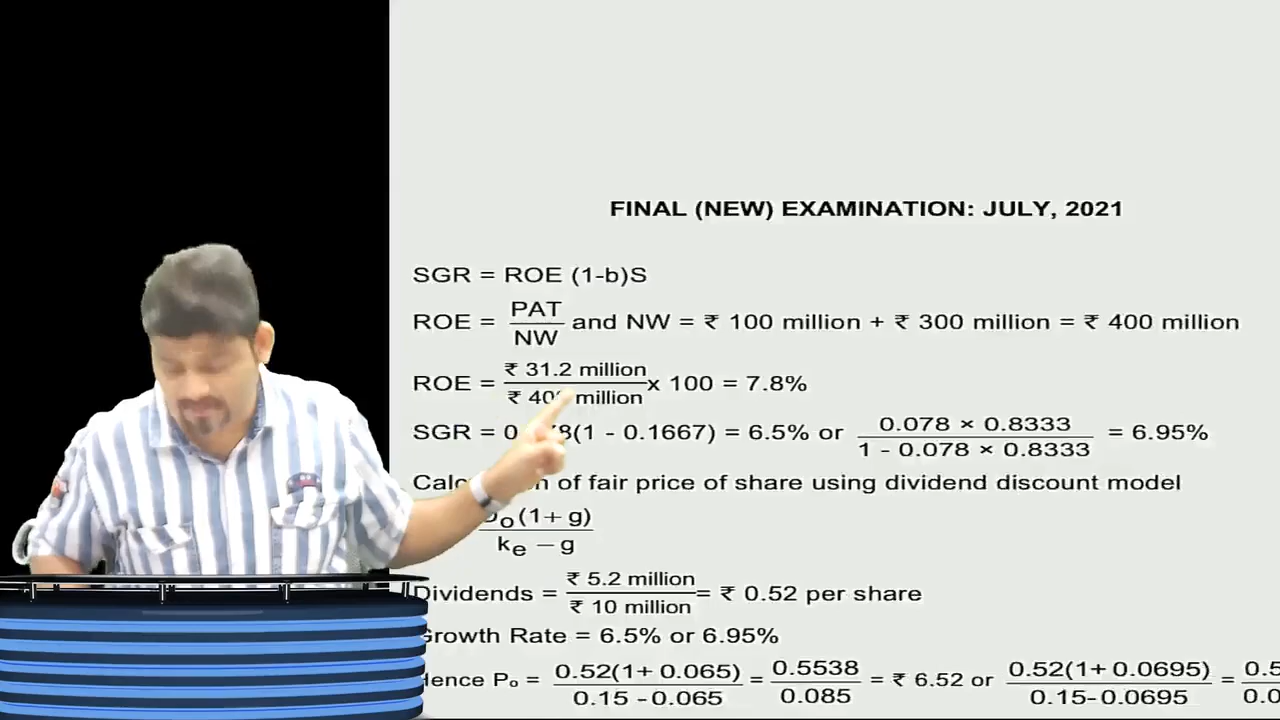 FINAL (NEW) EXAMINATION: JULY, 2021
SGR = ROE (1-b)S
ROE = PAT/NW and NW = ₹ 100 million + ₹ 300 million = ₹ 400 million
ROE = ₹ 31.2 million/₹ million x 100 = 7.8%
SGR = (1 - 0.1667) = 6.5% or 0.078 × 0.8333/1 - 0.078 × 0.8333 = 6.95%
of fair price of share using dividend discount model
(1+ g)/ke – g
Dividends = ₹ 5.2 million/₹ 10 million = ₹ 0.52 per share
Growth Rate = 6.5% or 6.95%
Pₒ = 0.52(1+ 0.065)/0.15 - 0.065 = 0.5538/0.085 = ₹ 6.52 or 0.52(1+ 0.0695)/0.15-0.0695 =